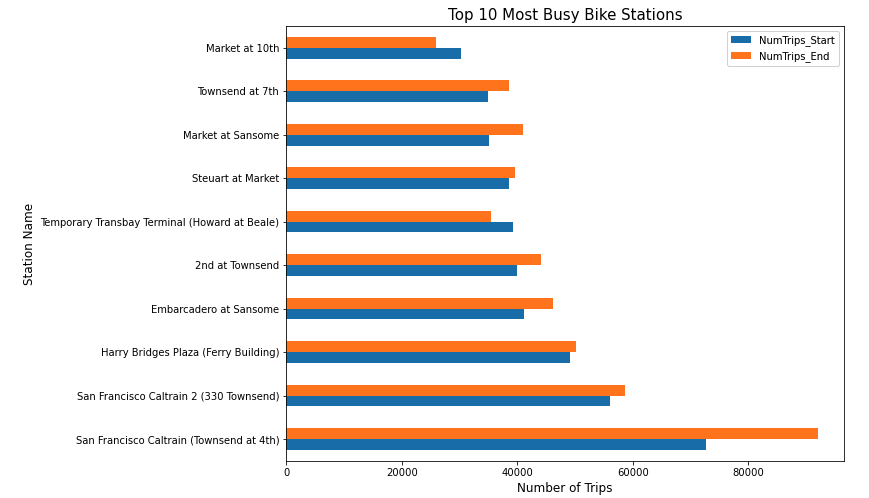 Top 10 Most Busy Bike Stations
NumTrips_Start
NumTrips_End
Station Name
Market at 10th
Townsend at 7th
Market at Sansome
Steuart at Market
Temporary Transbay Terminal (Howard at Beale)
2nd at Townsend
Embarcadero at Sansome
Harry Bridges Plaza (Ferry Building)
San Francisco Caltrain 2 (330 Townsend)
San Francisco Caltrain (Townsend at 4th)
0 20000 40000 60000 80000
Number of Trips